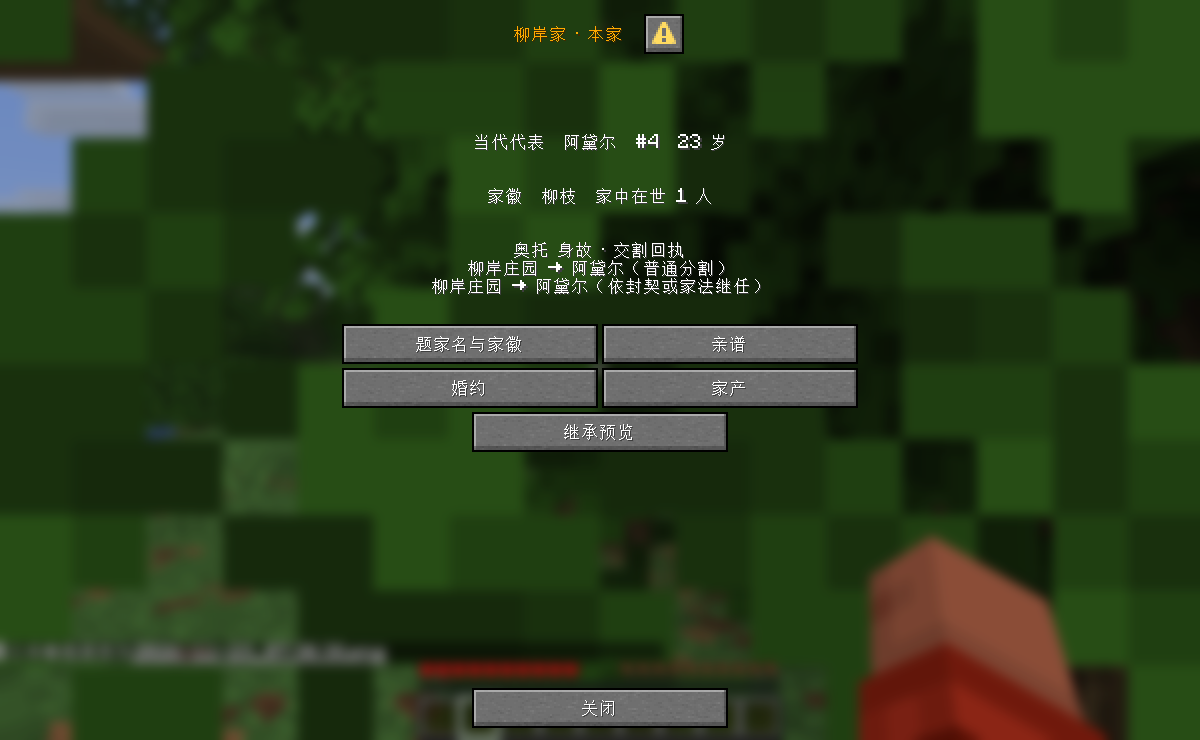 柳岸家 · 本家
当代代表 阿黛尔 #4 23 岁
家徽 柳枝 家中在世 1 人
奥托 身故 · 交割回执
柳岸庄园 → 阿黛尔（普通分割）
柳岸庄园 → 阿黛尔（依封契或家法继任）
题家名与家徽 亲谱
婚约 家产
继承预览
关闭